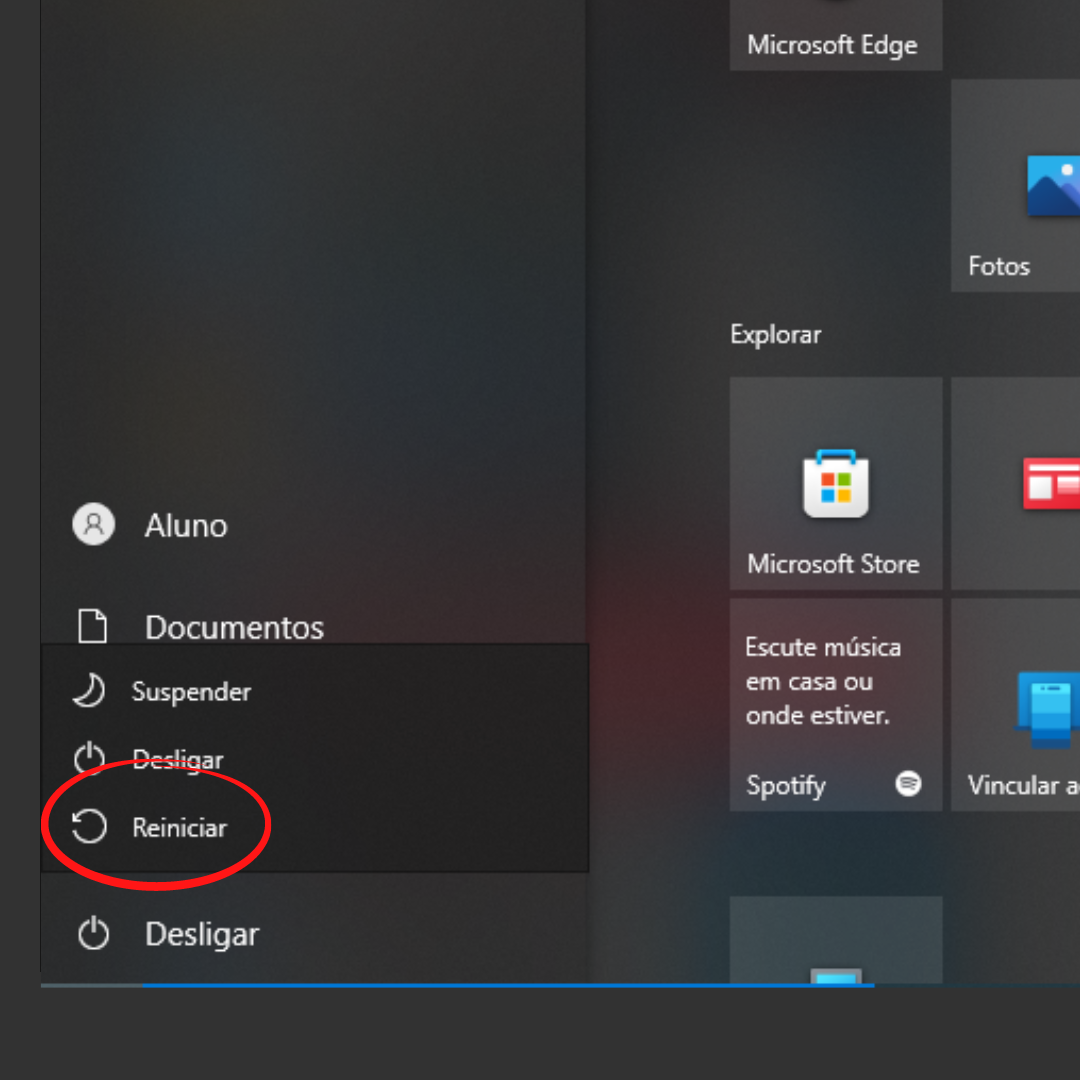 Microsoft Edge
Fotos
Explorar
Microsoft Store
Escute música
em casa ou
onde estiver.
Spotify
Vincular a
Aluno
Documentos
Suspender
Desligar
Reiniciar
Desligar